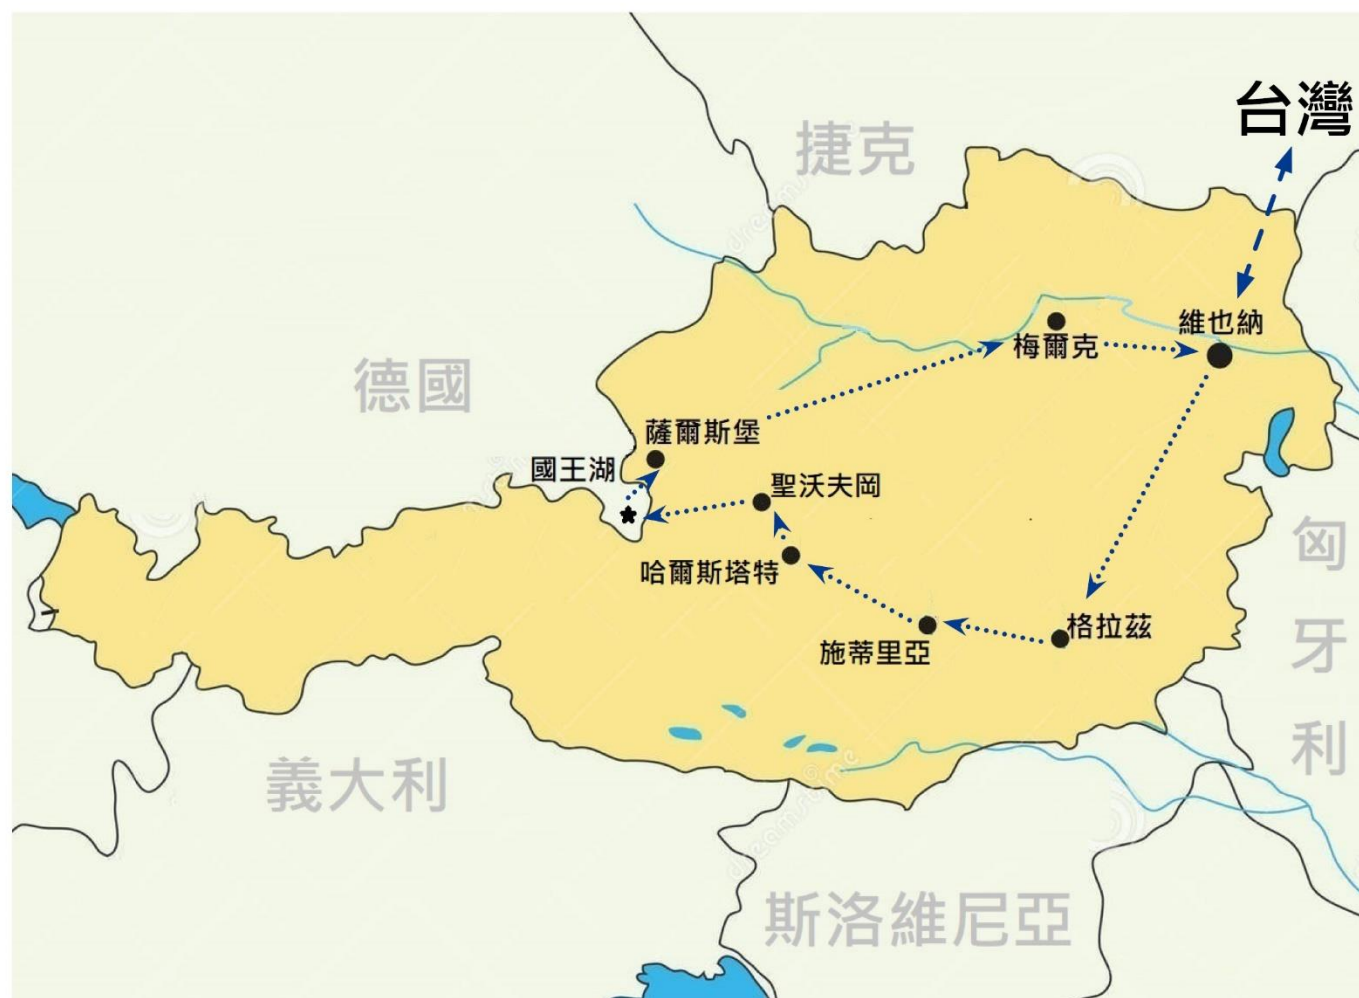 台灣
捷克
維也納
梅爾克
德國
薩爾斯堡
國王湖
聖沃夫岡
哈爾斯塔特
格拉茲
施蒂里亞
匈
牙
利
義大利
斯洛維尼亞
dreamstime